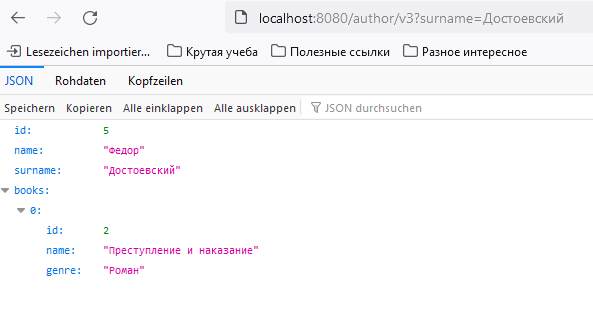 localhost:8080/author/v3?surname=Достоевский
Lesezeichen importier... Крутая учеба Полезные ссылки Разное интересное
JSON Rohdaten Kopfzeilen
Speichern Kopieren Alle einklappen Alle ausklappen JSON durchsuchen
id: 5
name: "Федор"
surname: "Достоевский"
books:
0:
id: 2
name: "Преступление и наказание"
genre: "Роман"